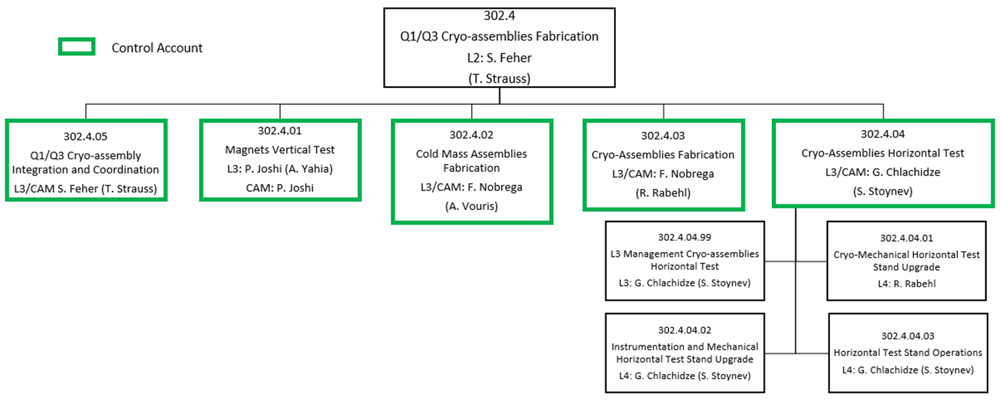 302.4
Q1/Q3 Cryo-assemblies Fabrication
L2: S. Feher
(T. Strauss)
Control Account
302.4.05
Q1/Q3 Cryo-assembly
Integration and Coordination
L3/CAM S. Feher (T. Strauss)
302.4.01
Magnets Vertical Test
L3: P. Joshi (A. Yahia)
CAM: P. Joshi
302.4.02
Cold Mass Assemblies
Fabrication
L3/CAM: F. Nobrega
(A. Vouris)
302.4.03
Cryo-Assemblies Fabrication
L3/CAM: F. Nobrega
(R. Rabehl)
302.4.04
Cryo-Assemblies Horizontal Test
L3/CAM: G. Chlachidze
(S. Stoynev)
302.4.04.99
L3 Management Cryo-assemblies
Horizontal Test
L3: G. Chlachidze (S. Stoynev)
302.4.04.01
Cryo-Mechanical Horizontal Test
Stand Upgrade
L4: R. Rabehl
302.4.04.02
Instrumentation and Mechanical
Horizontal Test Stand Upgrade
L4: G. Chlachidze (S. Stoynev)
302.4.04.03
Horizontal Test Stand Operations
L4: G. Chlachidze (S. Stoynev)